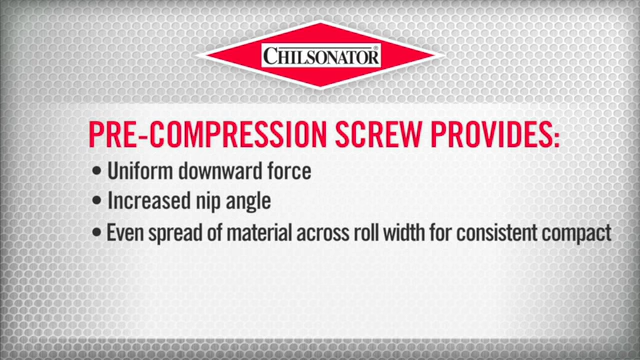 CHILSONATOR®
PRE-COMPRESSION SCREW PROVIDES:
• Uniform downward force
• Increased nip angle
• Even spread of material across roll width for consistent compact